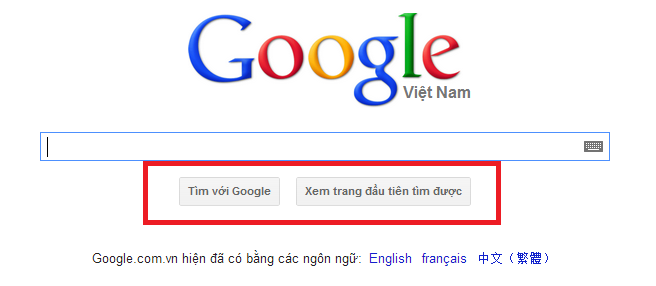 Google
Việt Nam
Tìm với Google
Xem trang đầu tiên tìm được
Google.com.vn hiện đã có bằng các ngôn ngữ: English français 中文（繁體）